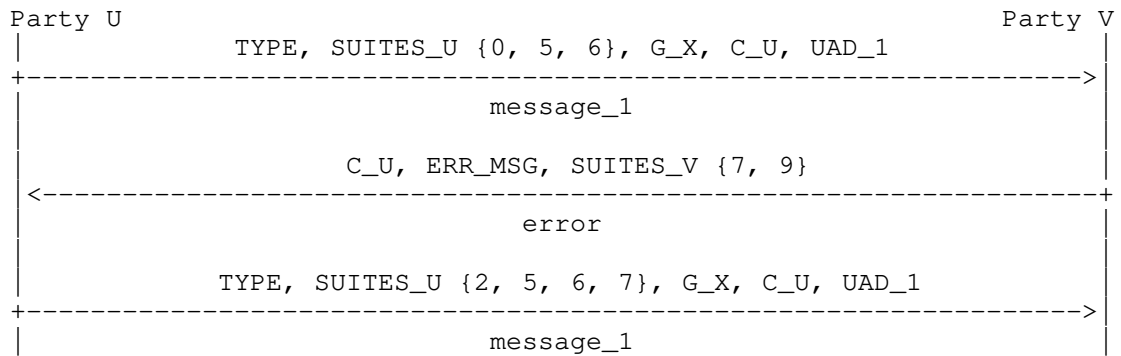 Party U Party V
TYPE, SUITES_U {0, 5, 6}, G_X, C_U, UAD_1
message_1
C_U, ERR_MSG, SUITES_V {7, 9}
error
TYPE, SUITES_U {2, 5, 6, 7}, G_X, C_U, UAD_1
message_1